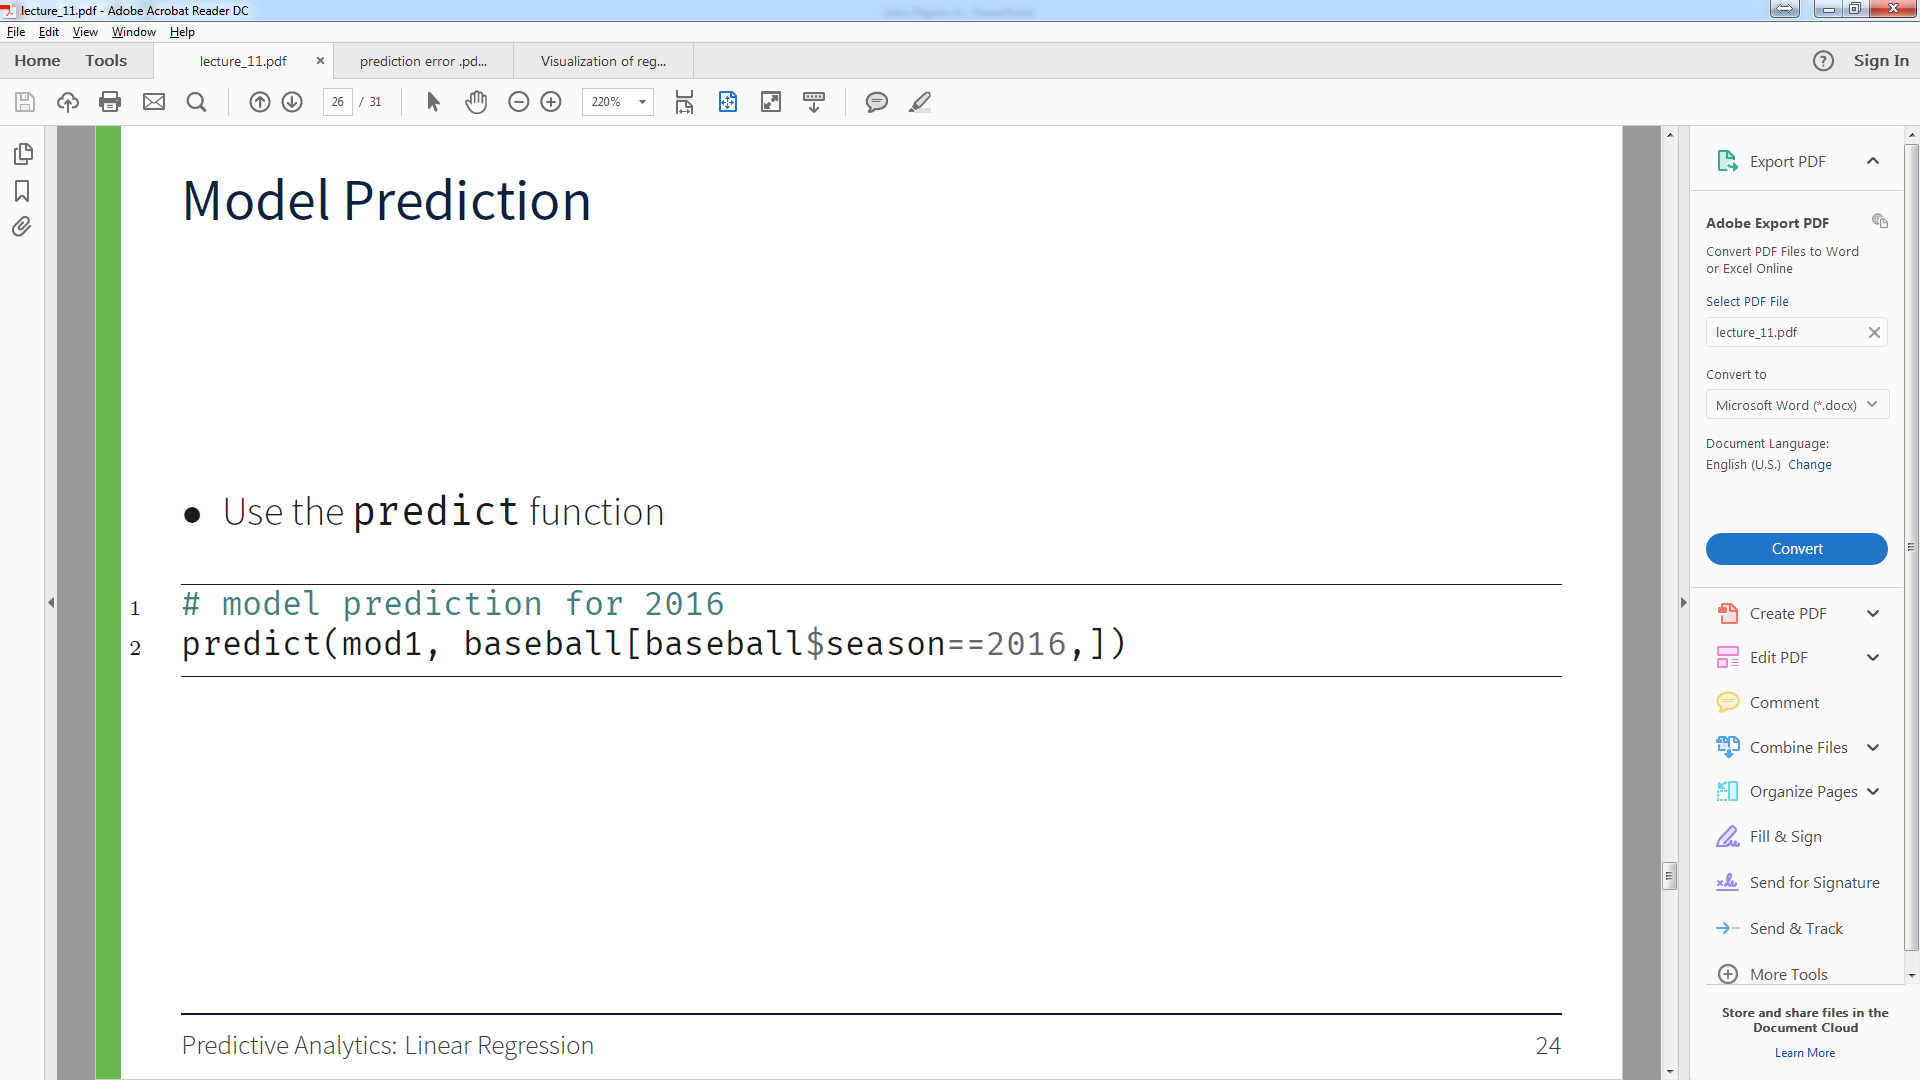 lecture_11.pdf - Adobe Acrobat Reader DC
File Edit View Window Help
Home Tools lecture_11.pdf × prediction error .pd... Visualization of reg... ? Sign In
26 / 31 220%
Export PDF
Model Prediction
Adobe Export PDF
Convert PDF Files to Word
or Excel Online
Select PDF File
lecture_11.pdf
Convert to
Microsoft Word (*.docx)
Document Language:
English (U.S.) Change
● Use the predict function
Convert
1 # model prediction for 2016
2 predict(mod1, baseball[baseball$season==2016,])
Create PDF
Edit PDF
Comment
Combine Files
Organize Pages
Fill & Sign
Send for Signature
Send & Track
More Tools
Store and share files in the
Document Cloud
Learn More
Predictive Analytics: Linear Regression 24